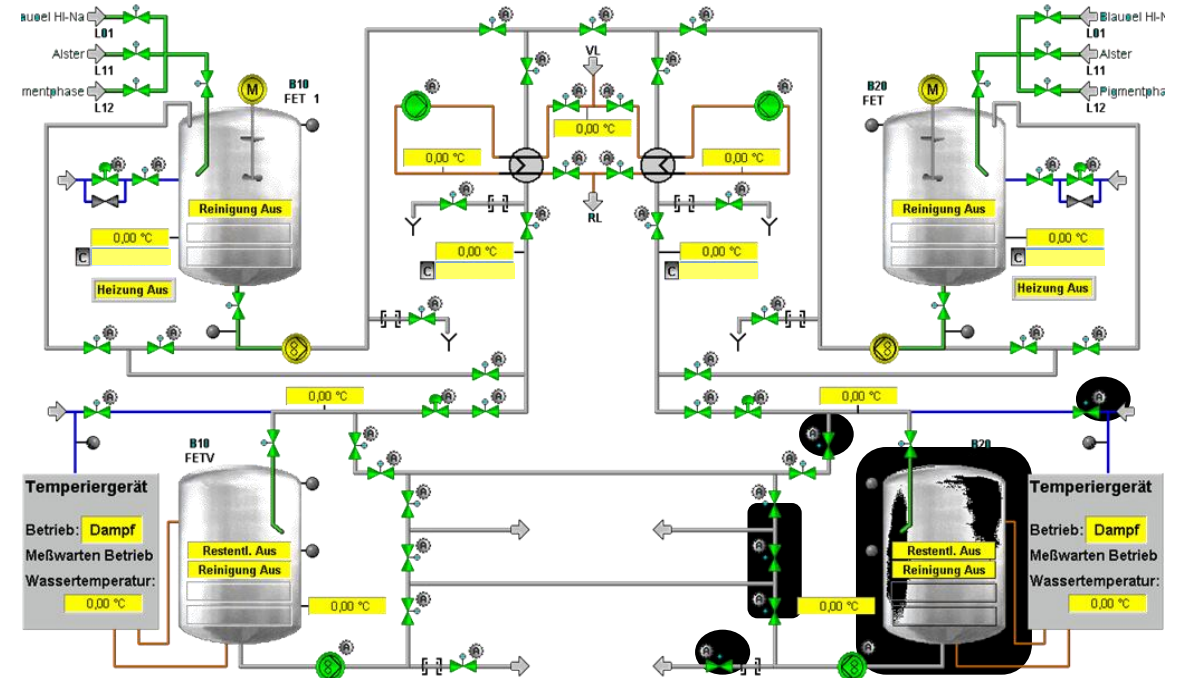 auoel HI-Na
L01
Alster
L11
mentphase
L12
M
B10
FET 1
VL
B20
FET
M
Blauoel HI-N
L01
Alster
L11
Pigmentpha
L12
0,00 °C
0,00 °C
0,00 °C
RL
Reinigung Aus
Reinigung Aus
0,00 °C
C
0,00 °C
C
0,00 °C
C
0,00 °C
C
Heizung Aus
Heizung Aus
0,00 °C
0,00 °C
B10
FETV
B20
Temperiergerät
Betrieb: Dampf
Meßwarten Betrieb
Wassertemperatur:
0,00 °C
Restentl. Aus
Reinigung Aus
0,00 °C
0,00 °C
Restentl. Aus
Reinigung Aus
Temperiergerät
Betrieb: Dampf
Meßwarten Betrieb
Wassertemperatur:
0,00 °C